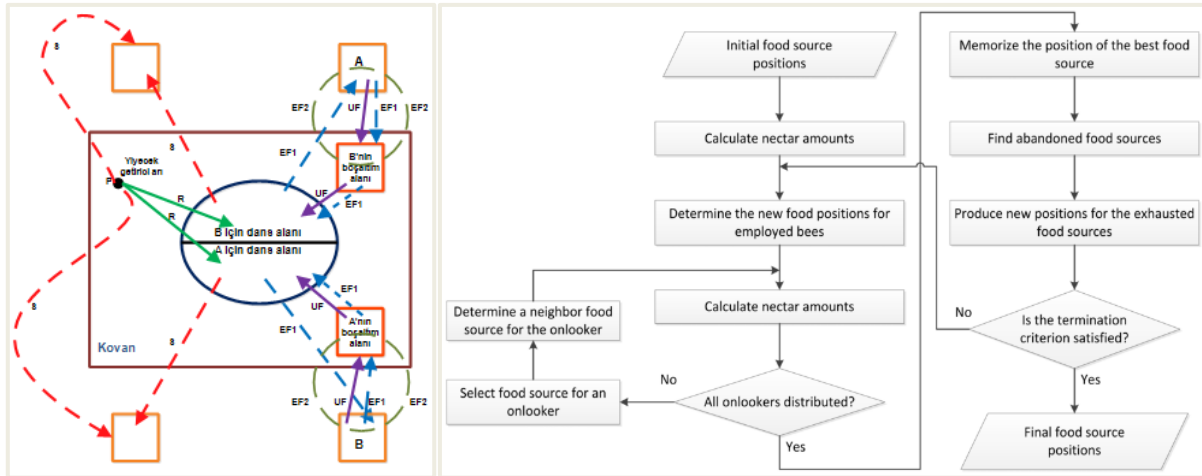 A
EF2
UF
EF1
EF2
EF1
B'nin
boşaltım
alanı
UF
EF1
Yiyecek
getiricileri
P
R
R
S
S
B için dans alanı
A için dans alanı
S
S
EF1
EF1
UF
A'nın
boşaltım
alanı
Kovan
EF2
UF
EF1
EF2
B
Initial food source
positions
Calculate nectar amounts
Determine the new food positions for
employed bees
Calculate nectar amounts
Determine a neighbor food
source for the onlooker
Select food source for an
onlooker
No
All onlookers distributed?
Yes
Memorize the position of the best food
source
Find abandoned food sources
Produce new positions for the exhausted
food sources
No
Is the termination
criterion satisfied?
Yes
Final food source
positions